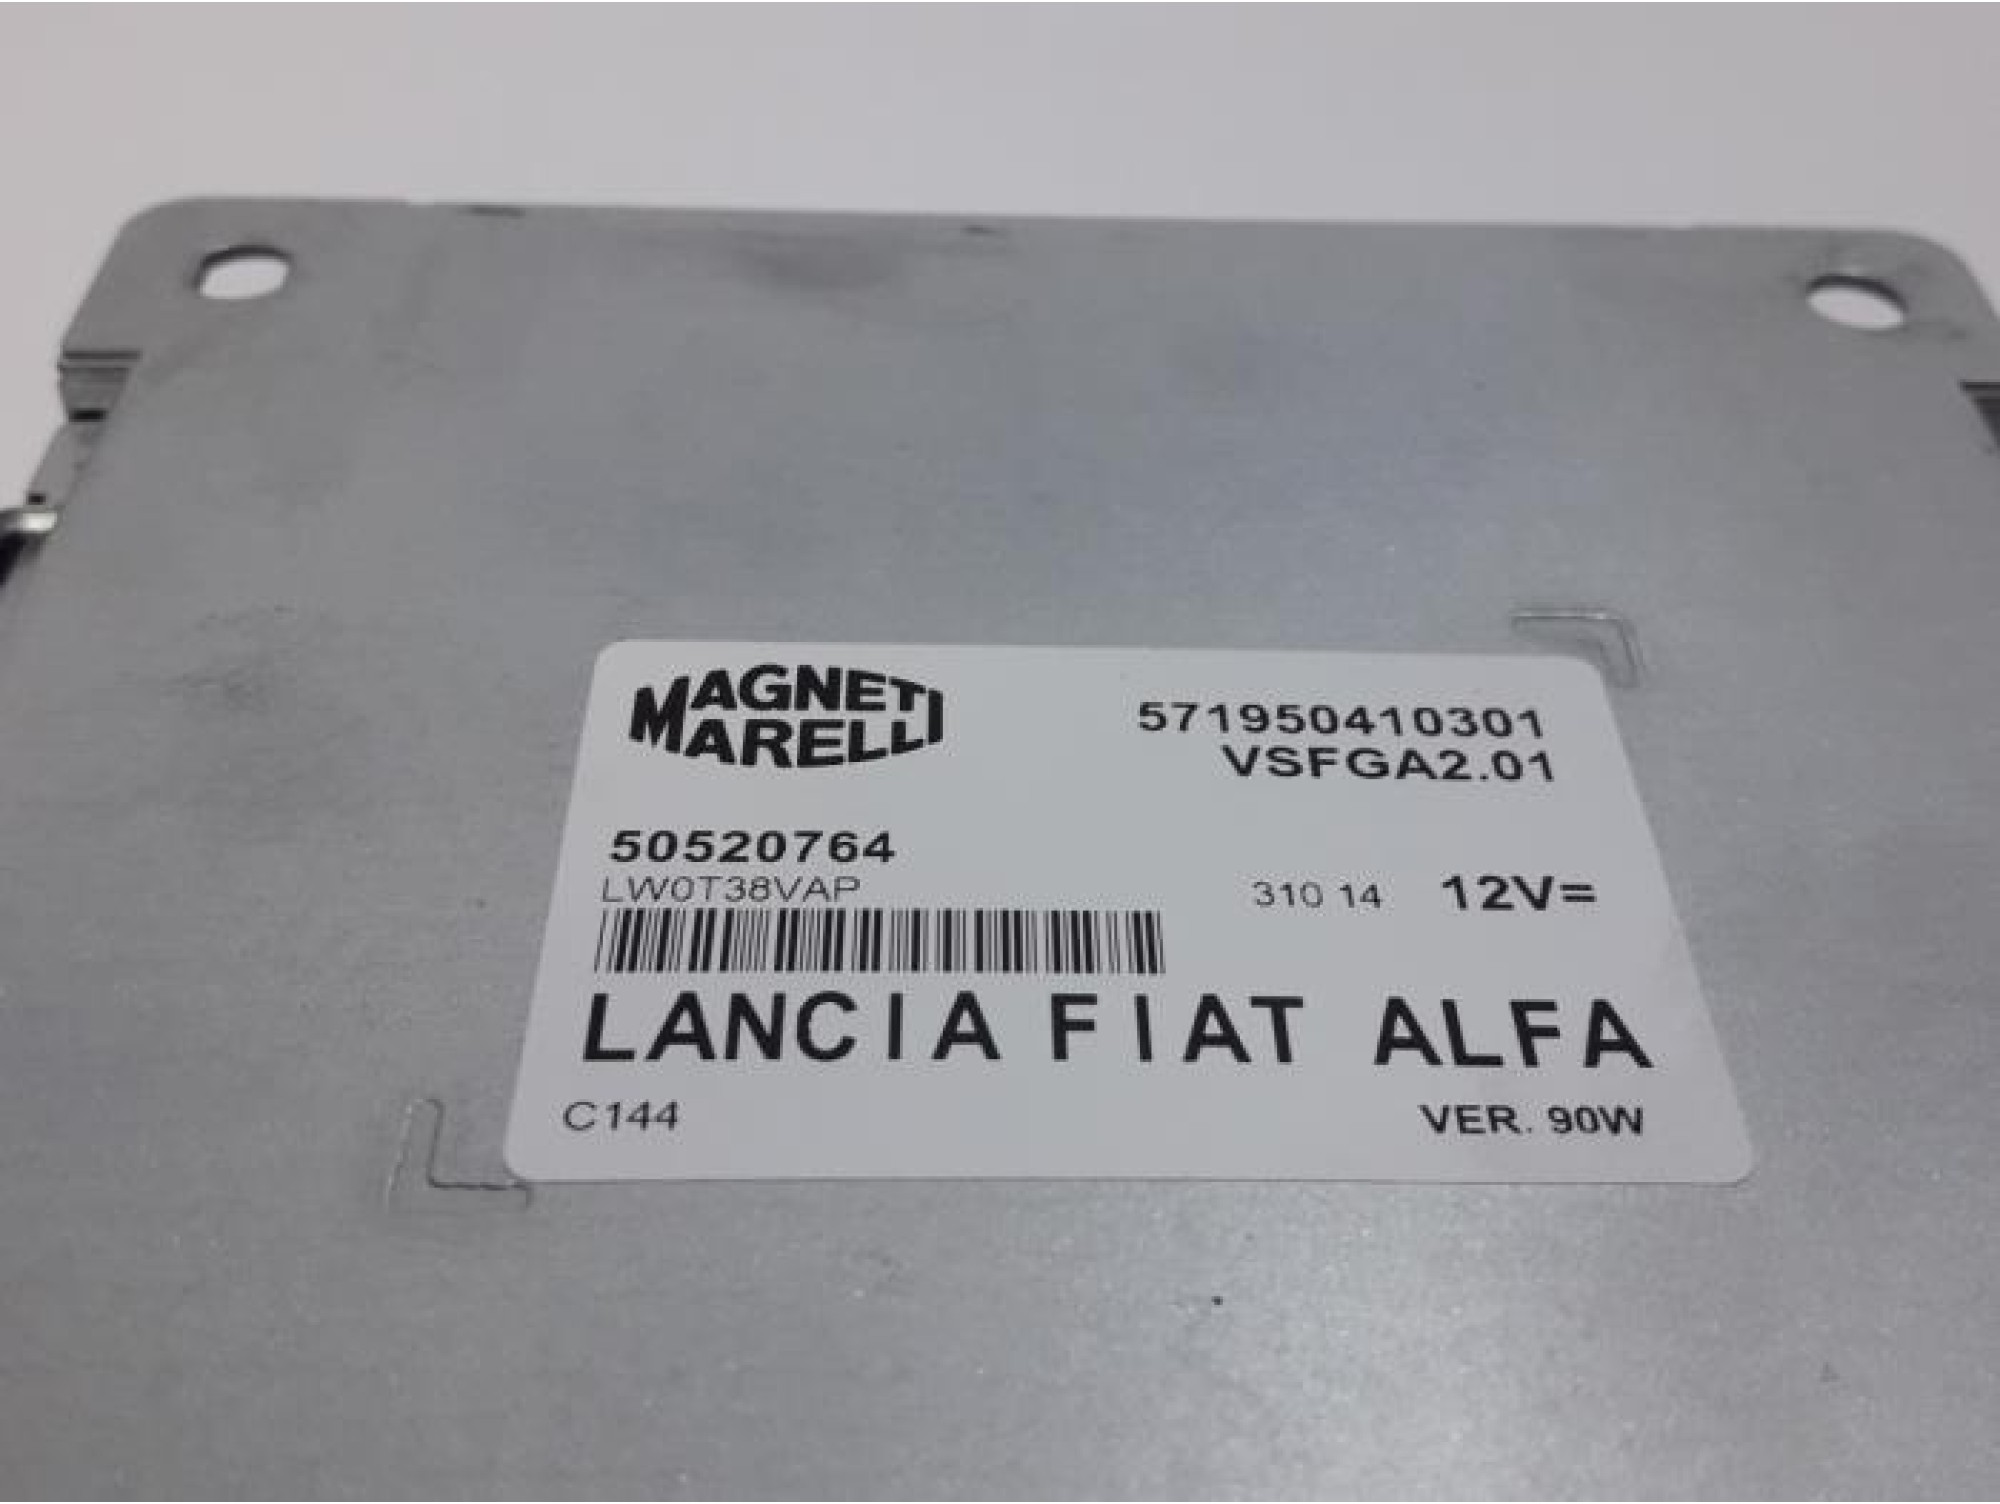 MAGNETI
MARELLI
571950410301
VSFGA2.01
50520764
LW0T38VAP
310 14 12V=
LANCIA FIAT ALFA
C144
VER. 90W